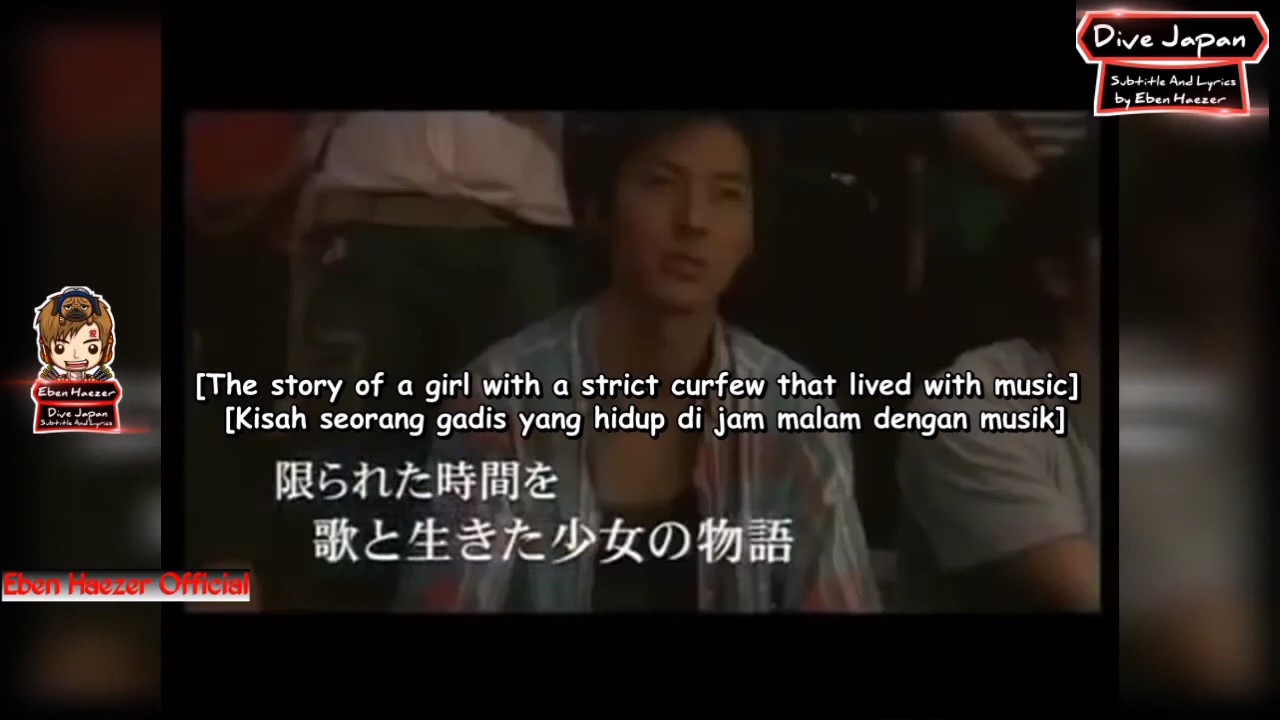 Dive Japan
Subtitle And Lyrics
by Eben Haezer
[The story of a girl with a strict curfew that lived with music]
[Kisah seorang gadis yang hidup di jam malam dengan musik]
Eben Haezer
Dive Japan
Subtitle And Lyrics
限られた時間を
歌と生きた少女の物語
Eben Haezer Official